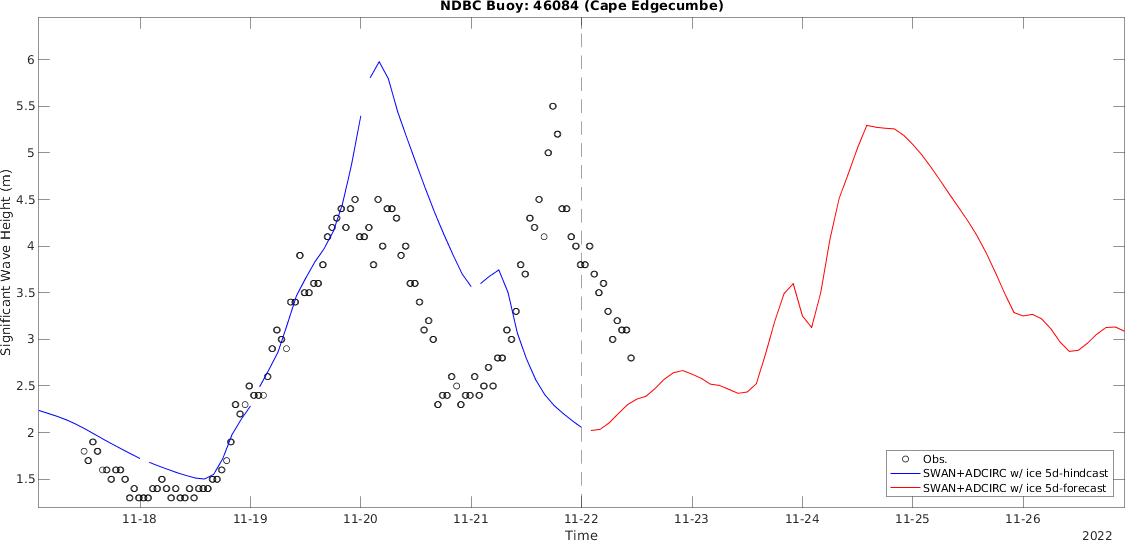 NDBC Buoy: 46084 (Cape Edgecumbe)
Significant Wave Height (m)
6
5.5
5
4.5
4
3.5
3
2.5
2
1.5
Obs.
SWAN+ADCIRC w/ ice 5d-hindcast
SWAN+ADCIRC w/ ice 5d-forecast
11-18 11-19 11-20 11-21 11-22 11-23 11-24 11-25 11-26
Time
2022